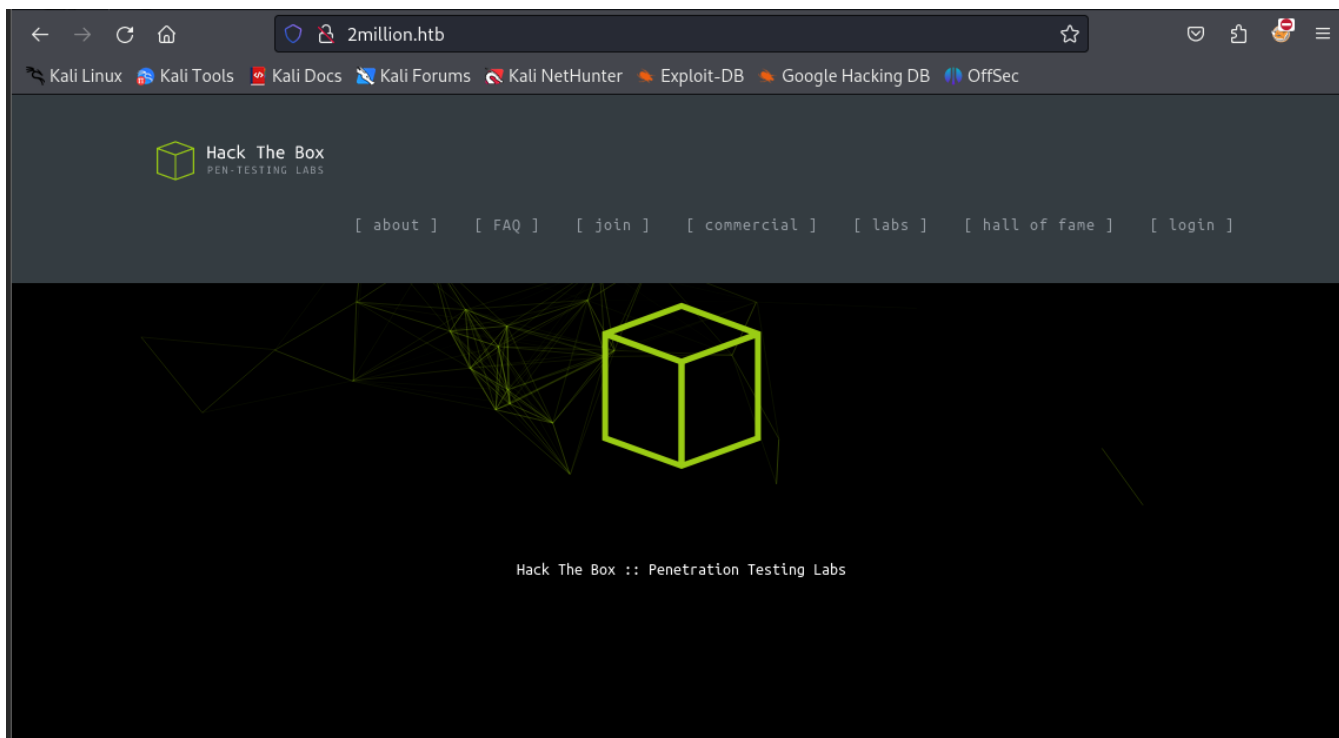 2million.htb
Kali Linux Kali Tools Kali Docs Kali Forums Kali NetHunter Exploit-DB Google Hacking DB OffSec
Hack The Box
PEN-TESTING LABS
[ about ] [ FAQ ] [ join ] [ commercial ] [ labs ] [ hall of fame ] [ login ]
Hack The Box :: Penetration Testing Labs